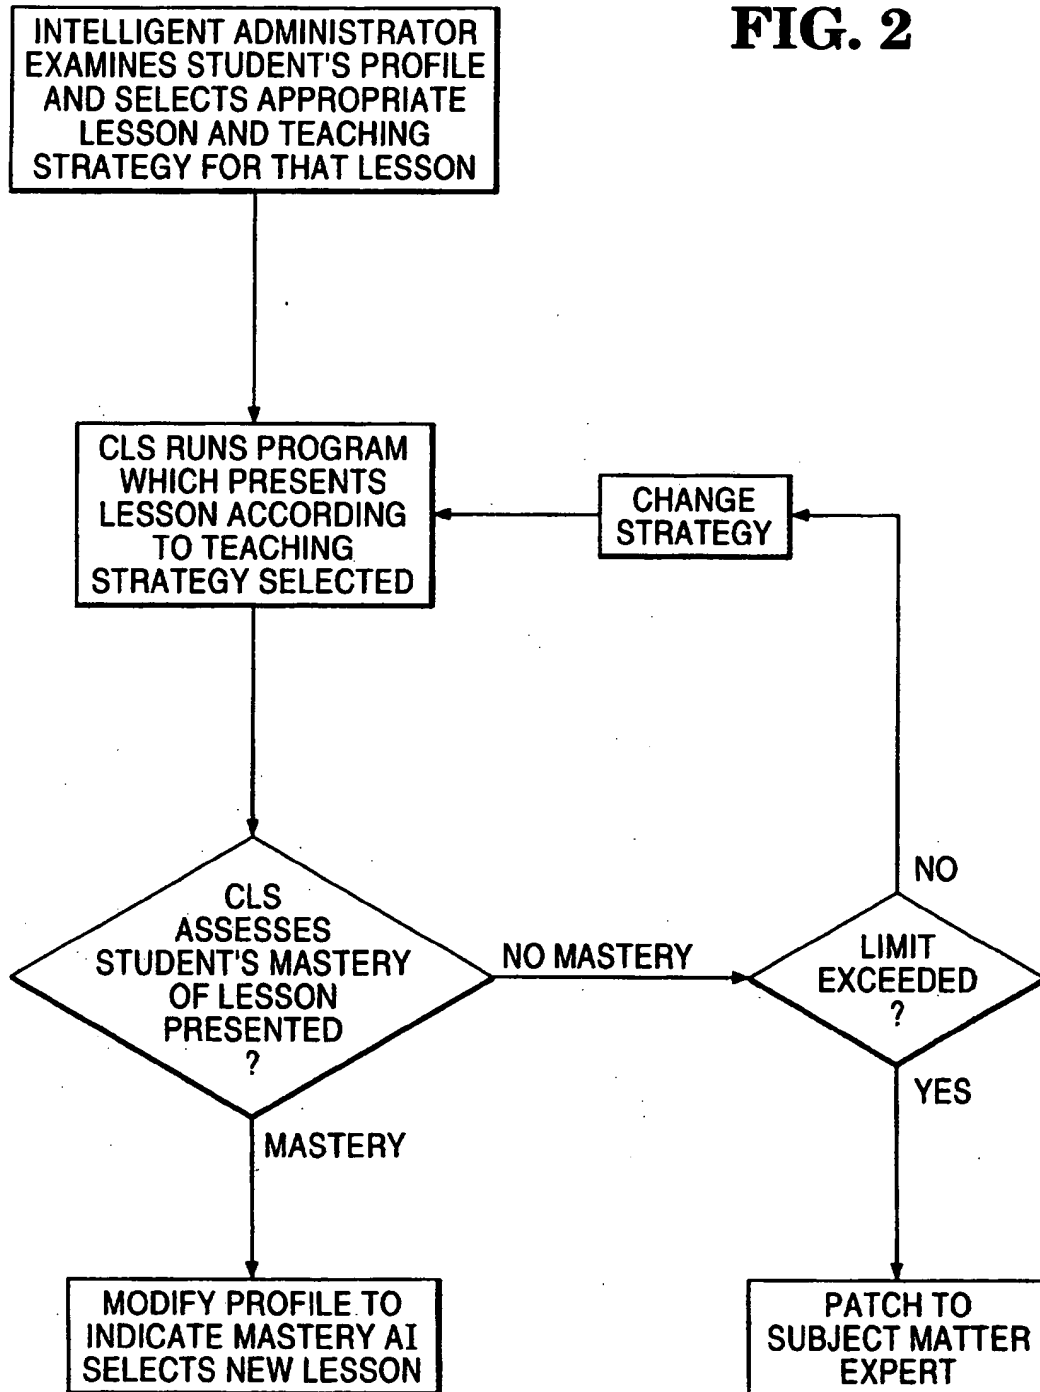 FIG. 2
INTELLIGENT ADMINISTRATOR
EXAMINES STUDENT'S PROFILE
AND SELECTS APPROPRIATE
LESSON AND TEACHING
STRATEGY FOR THAT LESSON
CLS RUNS PROGRAM
WHICH PRESENTS
LESSON ACCORDING
TO TEACHING
STRATEGY SELECTED
CHANGE
STRATEGY
CLS
ASSESSES
STUDENT'S MASTERY
OF LESSON
PRESENTED
?
NO MASTERY
LIMIT
EXCEEDED
?
NO
YES
MASTERY
MODIFY PROFILE TO
INDICATE MASTERY AI
SELECTS NEW LESSON
PATCH TO
SUBJECT MATTER
EXPERT